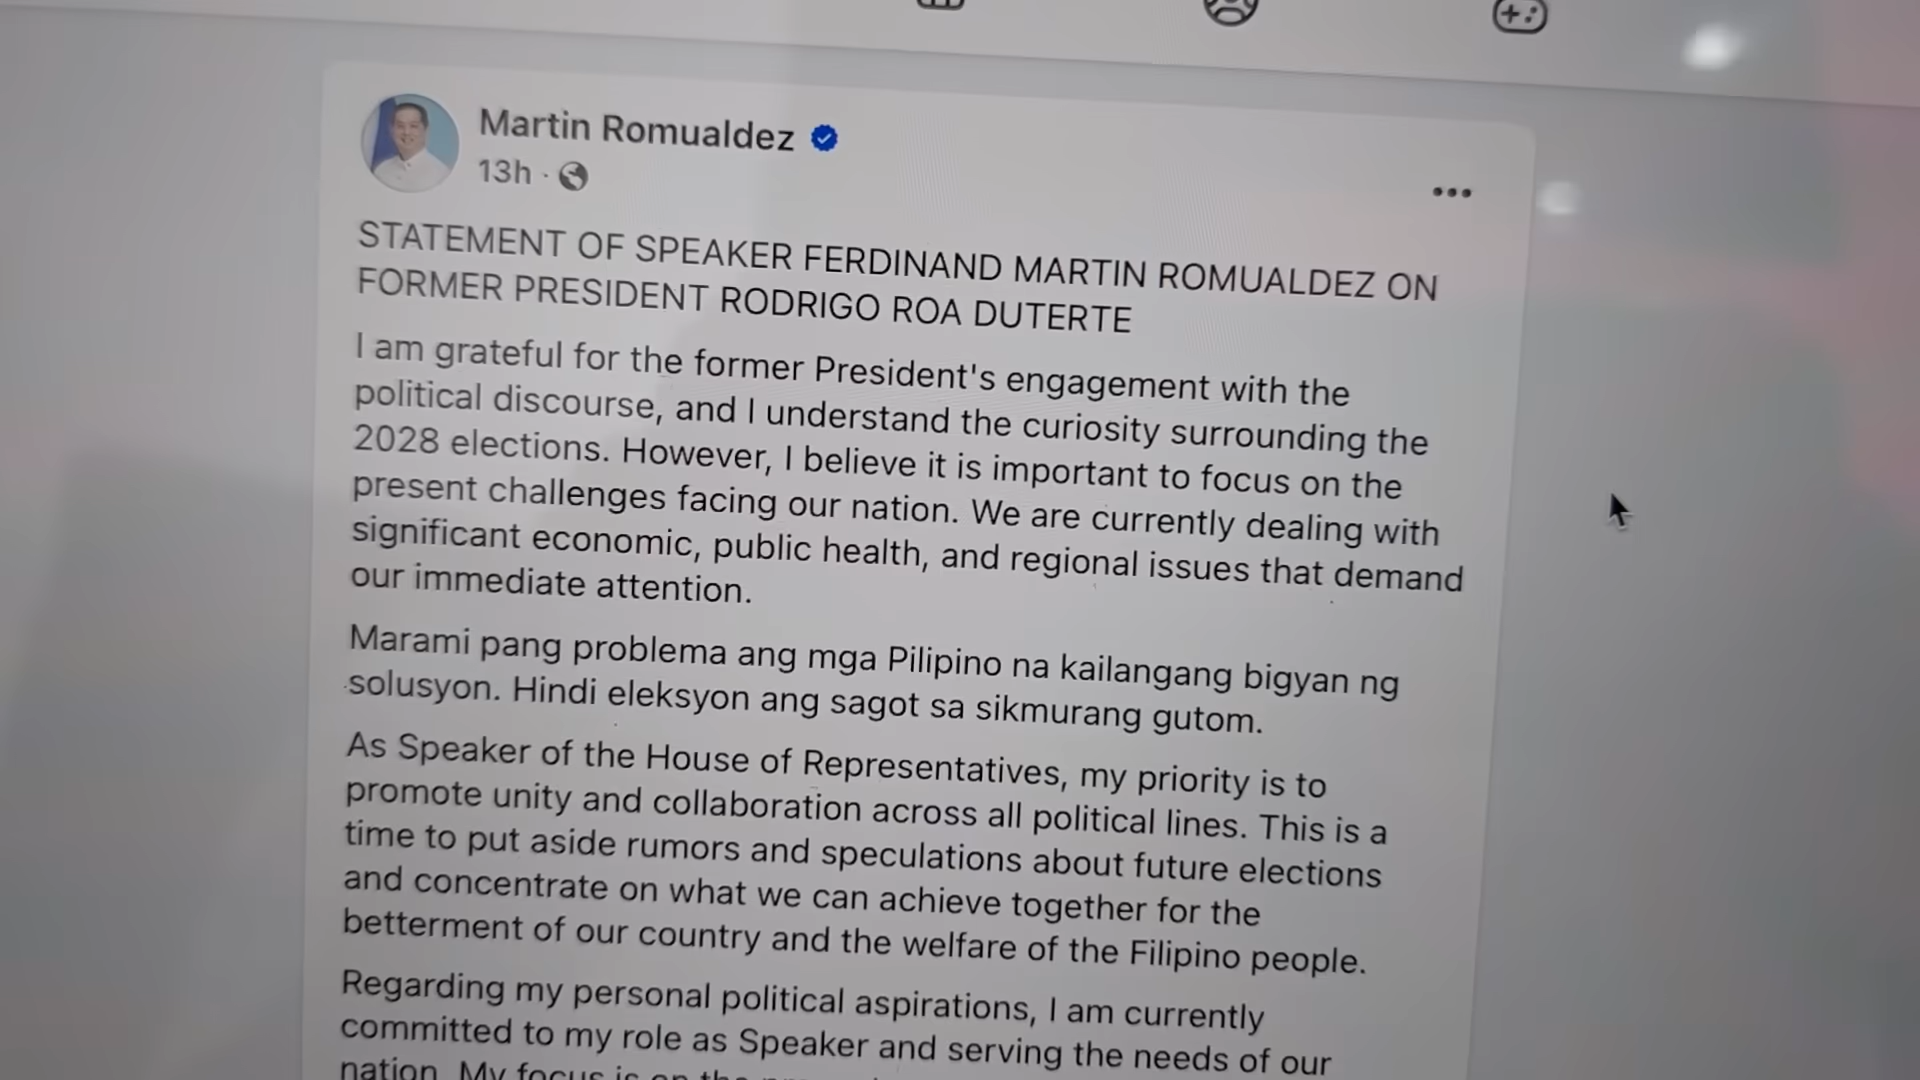 Martin Romualdez
13h ·
STATEMENT OF SPEAKER FERDINAND MARTIN ROMUALDEZ ON
FORMER PRESIDENT RODRIGO ROA DUTERTE
I am grateful for the former President's engagement with the
political discourse, and I understand the curiosity surrounding the
2028 elections. However, I believe it is important to focus on the
present challenges facing our nation. We are currently dealing with
significant economic, public health, and regional issues that demand
our immediate attention.
Marami pang problema ang mga Pilipino na kailangang bigyan ng
solusyon. Hindi eleksyon ang sagot sa sikmurang gutom.
As Speaker of the House of Representatives, my priority is to
promote unity and collaboration across all political lines. This is a
time to put aside rumors and speculations about future elections
and concentrate on what we can achieve together for the
betterment of our country and the welfare of the Filipino people.
Regarding my personal political aspirations, I am currently
committed to my role as Speaker and serving the needs of our
nation. My focus is on the